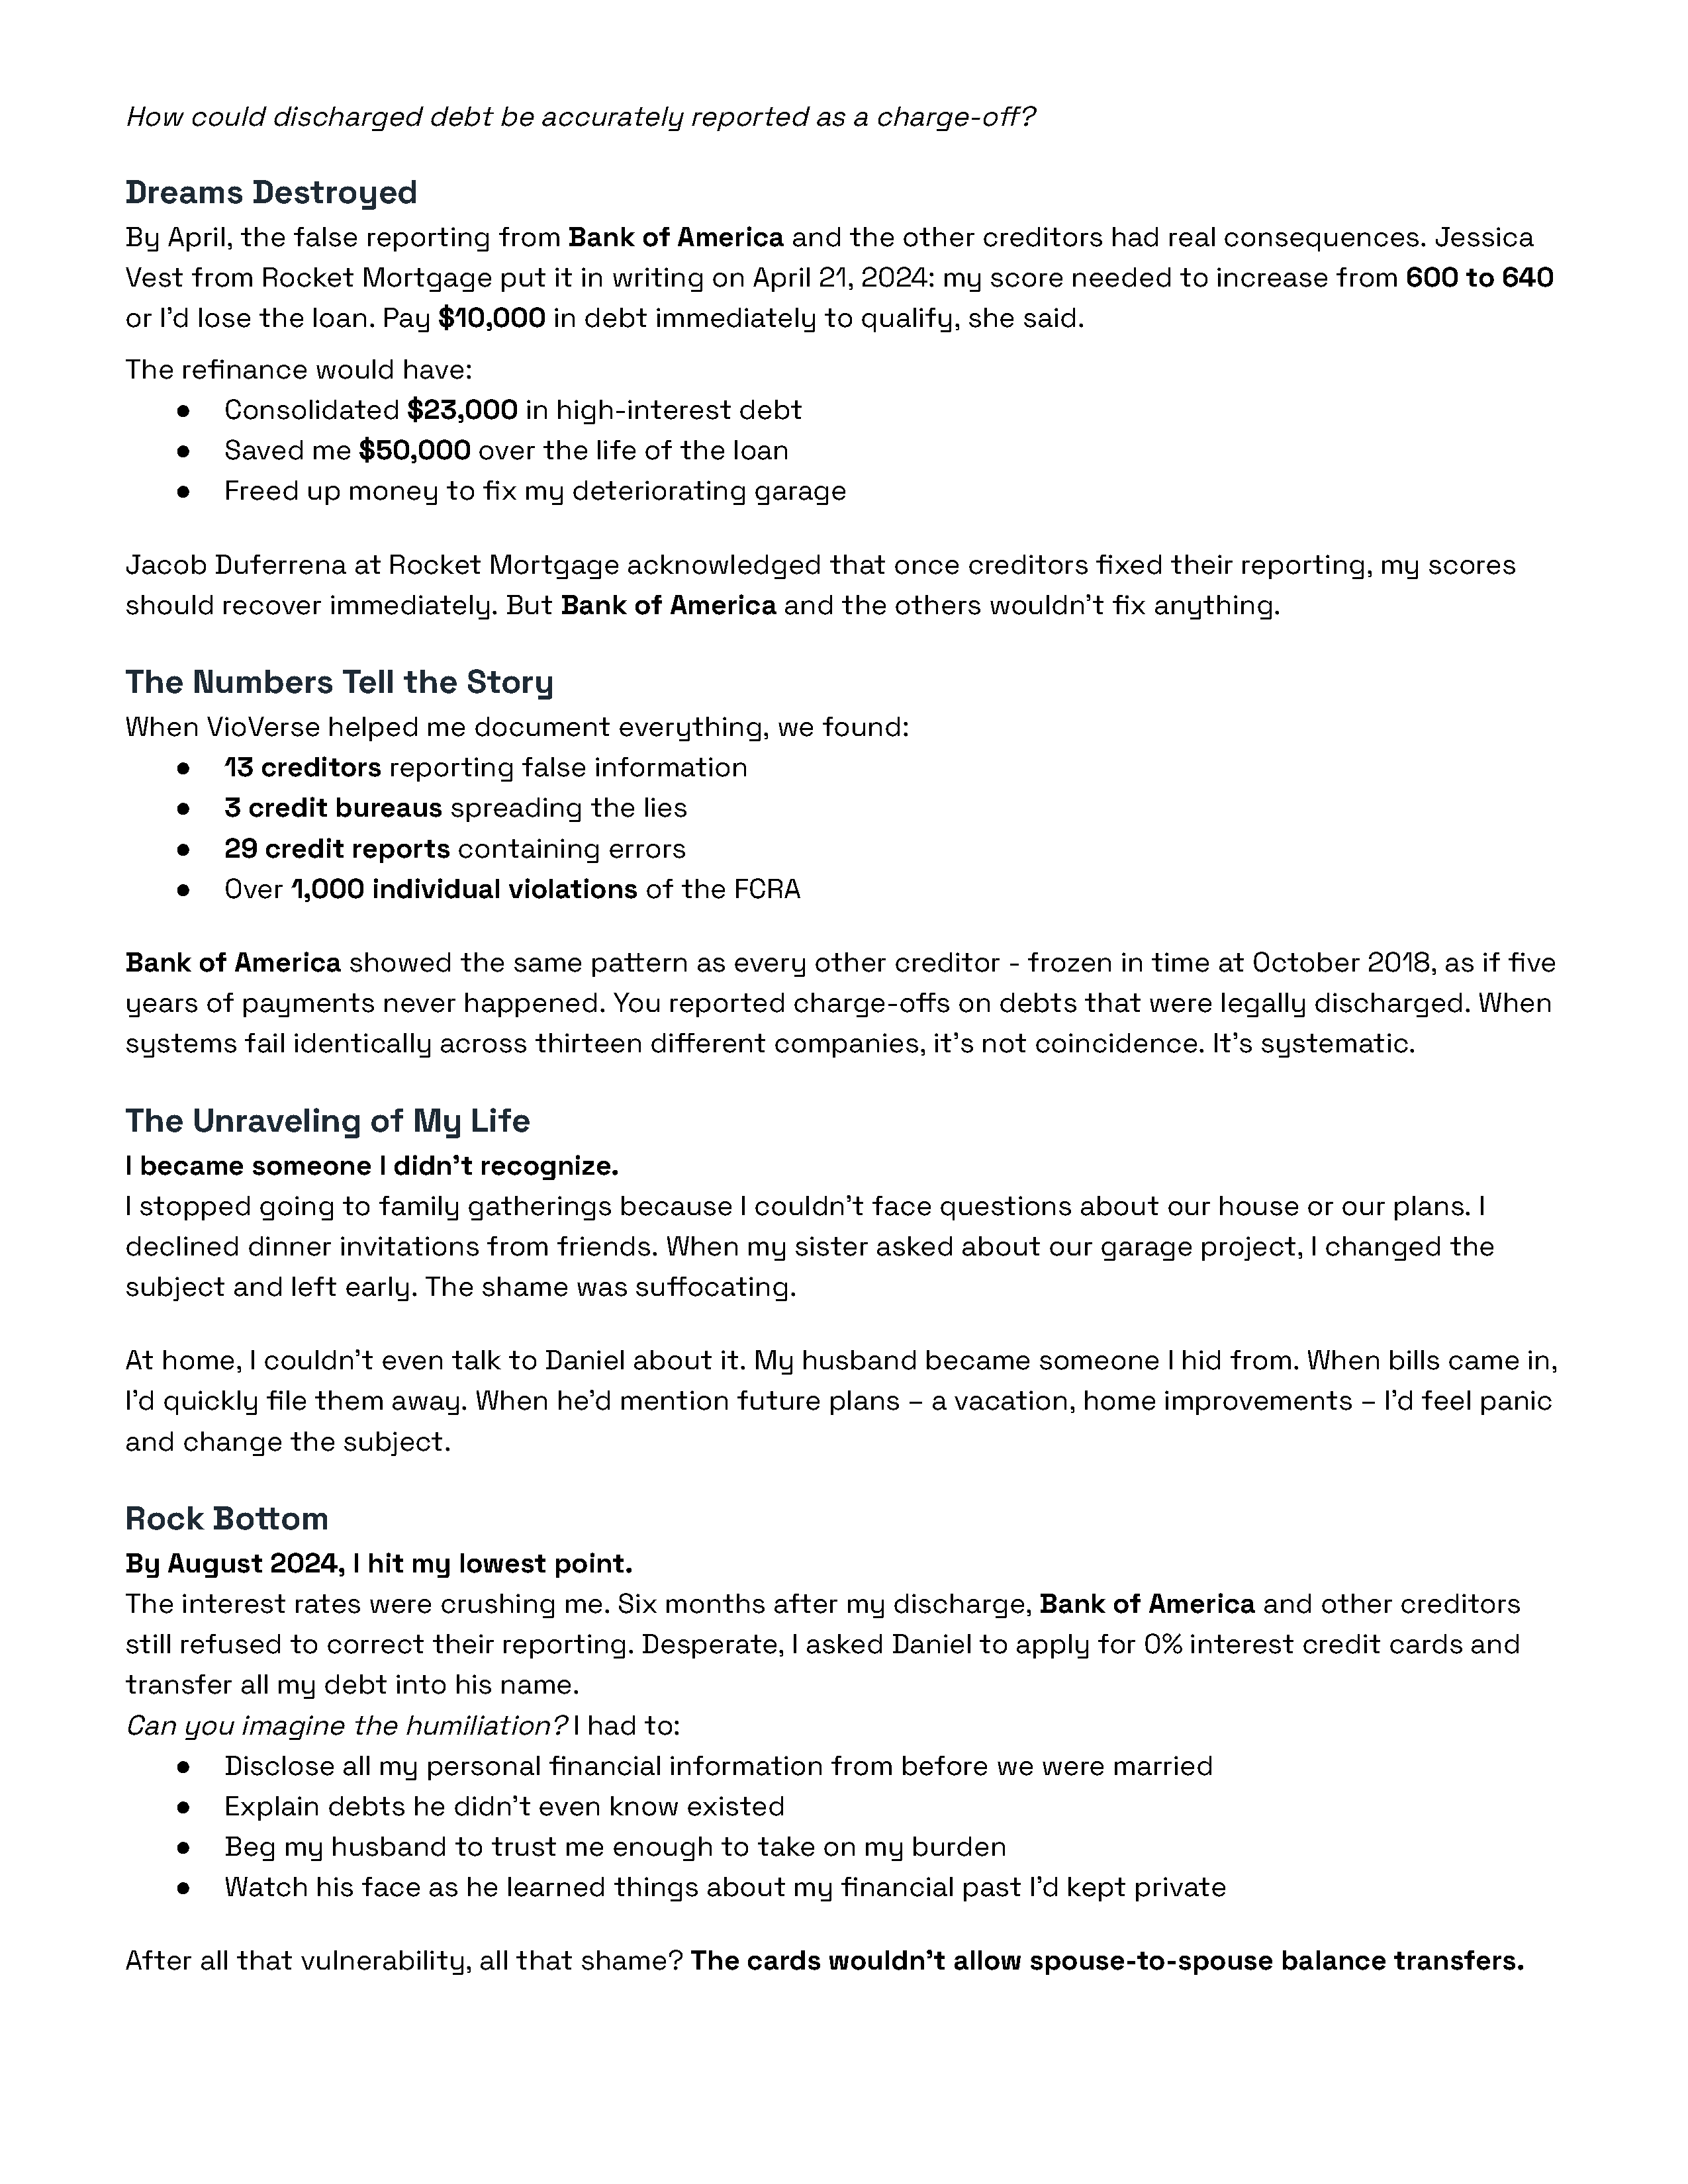 How could discharged debt be accurately reported as a charge-off?
Dreams Destroyed
By April, the false reporting from Bank of America and the other creditors had real consequences. Jessica
Vest from Rocket Mortgage put it in writing on April 21, 2024: my score needed to increase from 600 to 640
or I'd lose the loan. Pay $10,000 in debt immediately to qualify, she said.
The refinance would have:
● Consolidated $23,000 in high-interest debt
● Saved me $50,000 over the life of the loan
● Freed up money to fix my deteriorating garage
Jacob Duferrena at Rocket Mortgage acknowledged that once creditors fixed their reporting, my scores
should recover immediately. But Bank of America and the others wouldn't fix anything.
The Numbers Tell the Story
When VioVerse helped me document everything, we found:
● 13 creditors reporting false information
● 3 credit bureaus spreading the lies
● 29 credit reports containing errors
● Over 1,000 individual violations of the FCRA
Bank of America showed the same pattern as every other creditor - frozen in time at October 2018, as if five
years of payments never happened. You reported charge-offs on debts that were legally discharged. When
systems fail identically across thirteen different companies, it's not coincidence. It's systematic.
The Unraveling of My Life
I became someone I didn't recognize.
I stopped going to family gatherings because I couldn't face questions about our house or our plans. I
declined dinner invitations from friends. When my sister asked about our garage project, I changed the
subject and left early. The shame was suffocating.
At home, I couldn't even talk to Daniel about it. My husband became someone I hid from. When bills came in,
I'd quickly file them away. When he'd mention future plans – a vacation, home improvements – I'd feel panic
and change the subject.
Rock Bottom
By August 2024, I hit my lowest point.
The interest rates were crushing me. Six months after my discharge, Bank of America and other creditors
still refused to correct their reporting. Desperate, I asked Daniel to apply for 0% interest credit cards and
transfer all my debt into his name.
Can you imagine the humiliation? I had to:
● Disclose all my personal financial information from before we were married
● Explain debts he didn't even know existed
● Beg my husband to trust me enough to take on my burden
● Watch his face as he learned things about my financial past I'd kept private
After all that vulnerability, all that shame? The cards wouldn't allow spouse-to-spouse balance transfers.